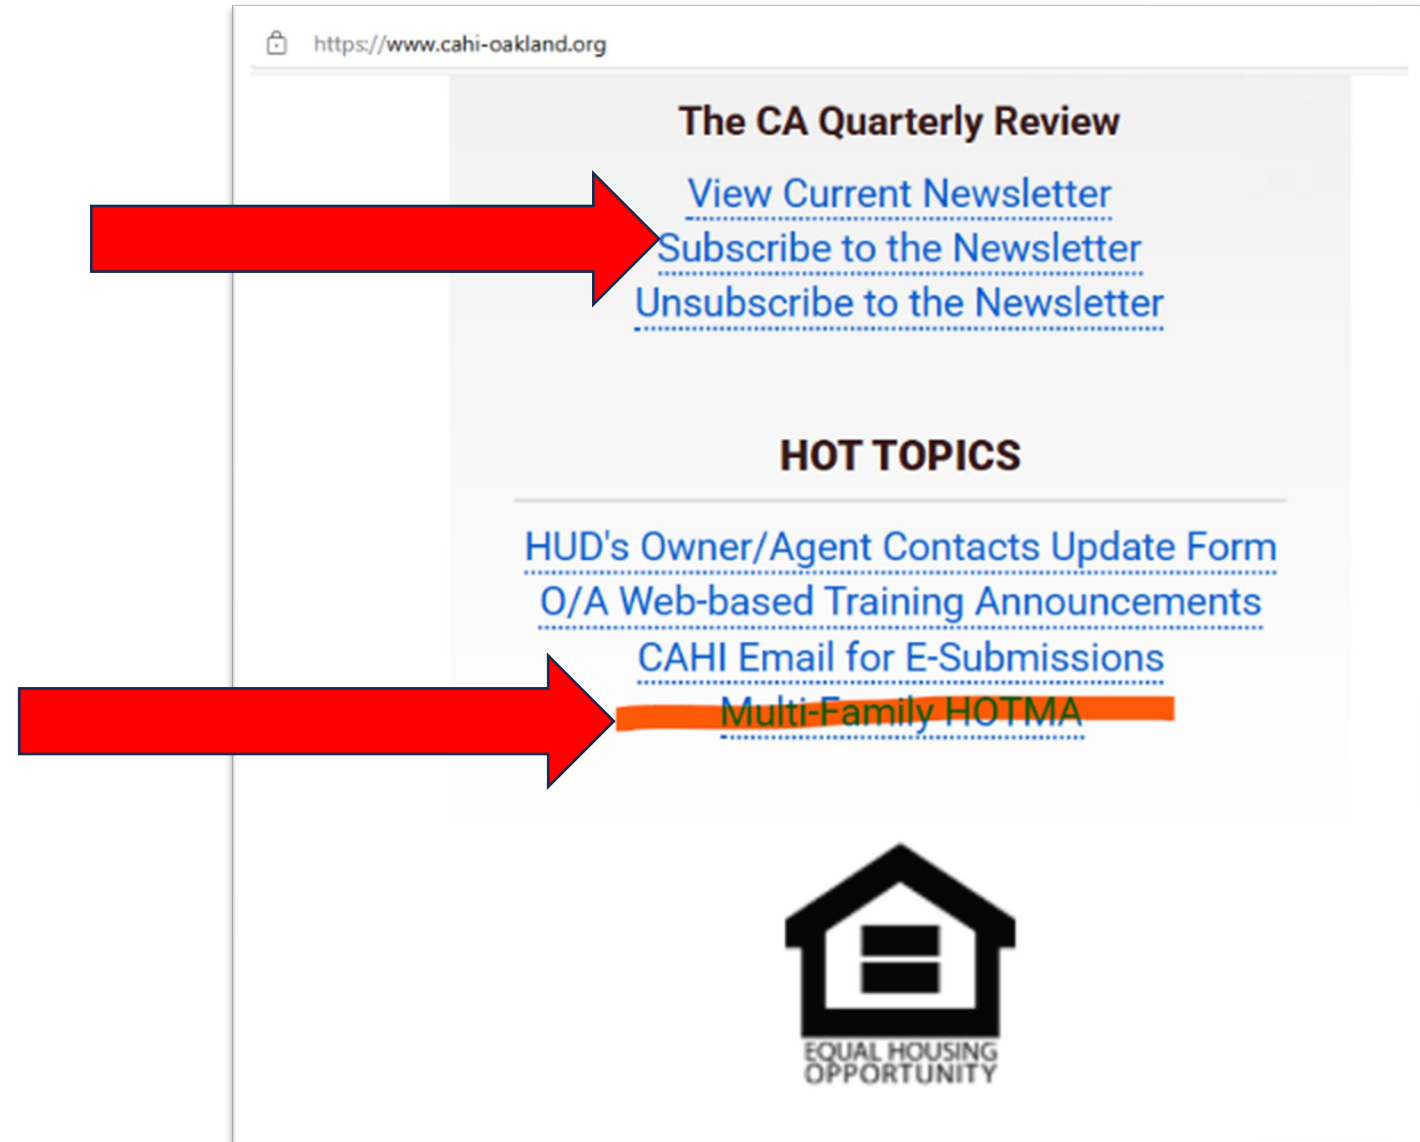 https://www.cahi-oakland.org
The CA Quarterly Review
View Current Newsletter
Subscribe to the Newsletter
Unsubscribe to the Newsletter
HOT TOPICS
HUD's Owner/Agent Contacts Update Form
O/A Web-based Training Announcements
CAHI Email for E-Submissions
Multi-Family HOTMA
EQUAL HOUSING
OPPORTUNITY